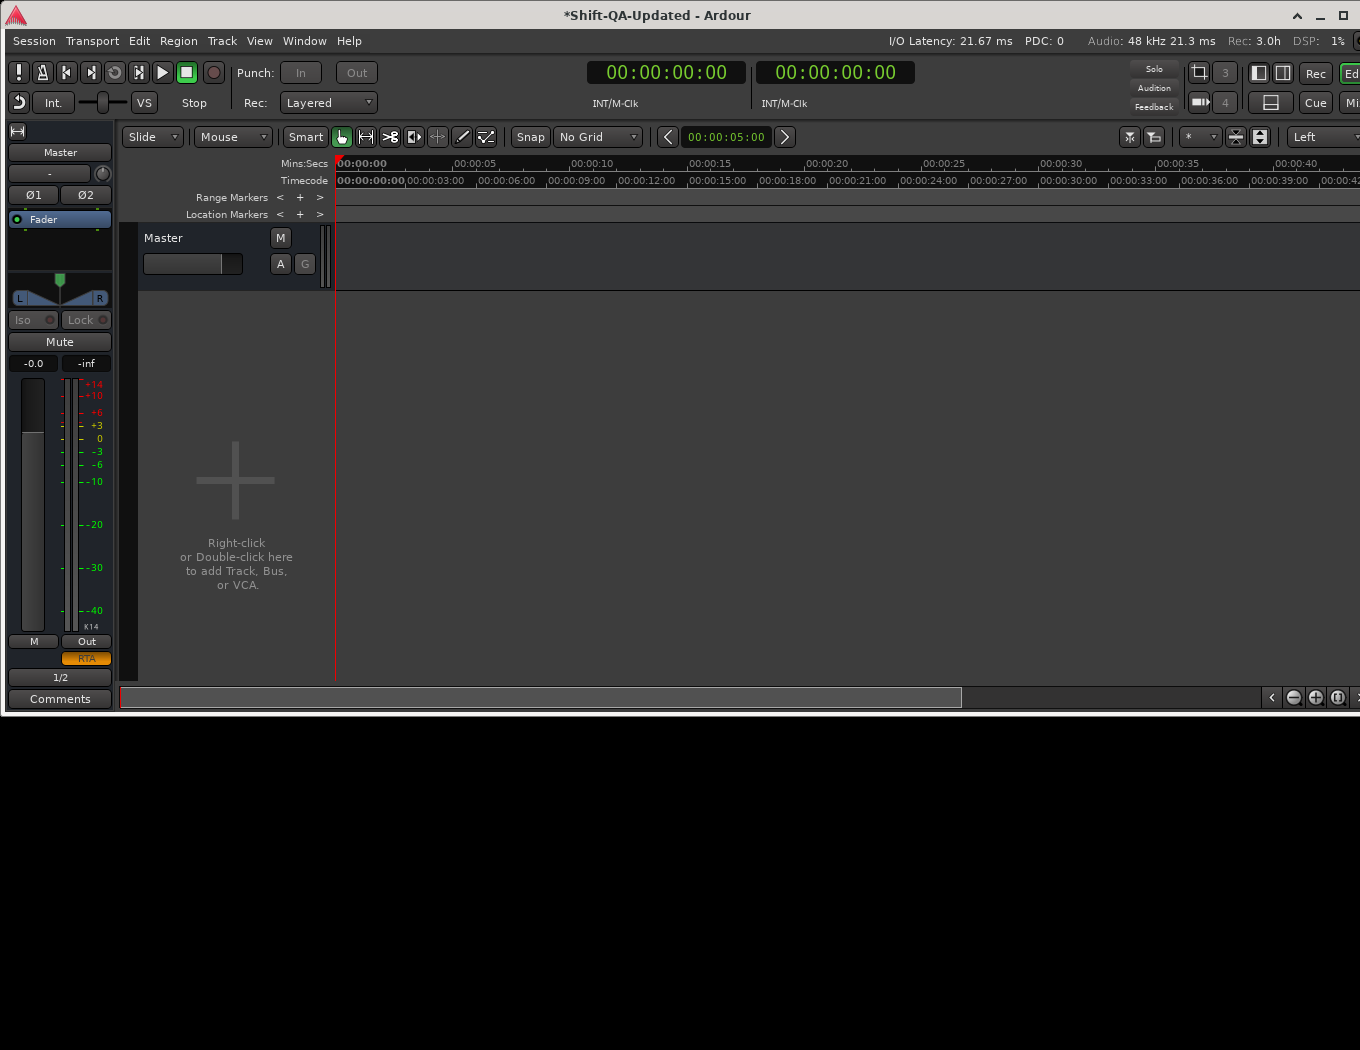 *Shift-QA-Updated - Ardour
Session Transport Edit Region Track View Window Help
I/O Latency: 21.67 ms PDC: 0 Audio: 48 kHz 21.3 ms Rec: 3.0h DSP: 1%
Punch: In Out
00:00:00:00 00:00:00:00
Solo
Audition
Feedback
3
4
Rec Ed
Int. VS Stop Rec: Layered
INT/M-Clk INT/M-Clk
Cue Mi
Slide Mouse Smart Snap No Grid 00:00:05:00 * Left
Master
-
Ø1 Ø2
Fader
L R
Iso Lock
Mute
-0.0 -inf
+14
+10
+6
+3
0
-3
-6
-10
-20
-30
-40
K14
M Out
RTA
1/2
Comments
Mins:Secs 00:00:00 00:00:05 00:00:10 00:00:15 00:00:20 00:00:25 00:00:30 00:00:35 00:00:40
Timecode 00:00:00:00 00:00:03:00 00:00:06:00 00:00:09:00 00:00:12:00 00:00:15:00 00:00:18:00 00:00:21:00 00:00:24:00 00:00:27:00 00:00:30:00 00:00:33:00 00:00:36:00 00:00:39:00 00:00:42
Range Markers < + >
Location Markers < + >
Master M
A G
Right-click
or Double-click here
to add Track, Bus,
or VCA.